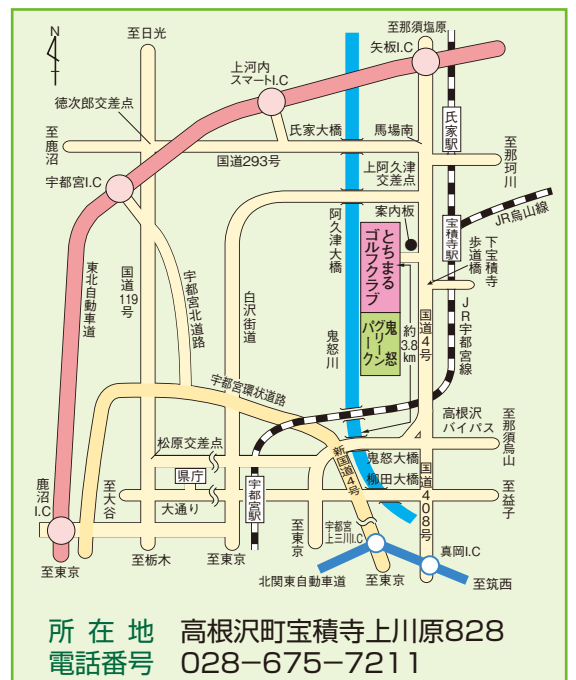 N
至日光
至那須塩原
矢板I.C
上河内
スマートI.C
徳次郎交差点
氏家大橋
馬場南
氏家駅
至鹿沼
国道293号
上阿久津
交差点
至那珂川
宇都宮I.C
案内板
JR烏山線
宝積寺駅
下宝積寺
歩道橋
阿久津大橋
とちまる
ゴルフクラブ
東北自動車道
国道119号
宇都宮北道路
白沢街道
鬼怒川
鬼怒
グリーン
パーク
約3.8km
国道4号
JR宇都宮線
宇都宮環状道路
高根沢
バイパス
至那須烏山
松原交差点
新国道4号
鬼怒大橋
県庁
柳田大橋
国道408号
鹿沼I.C
至大谷
大通り
宇都宮駅
至益子
至東京
宇都宮
上三川I.C
真岡I.C
至東京
至栃木
至東京
北関東自動車道
至東京
至筑西
所在地 高根沢町宝積寺上川原828
電話番号 028-675-7211